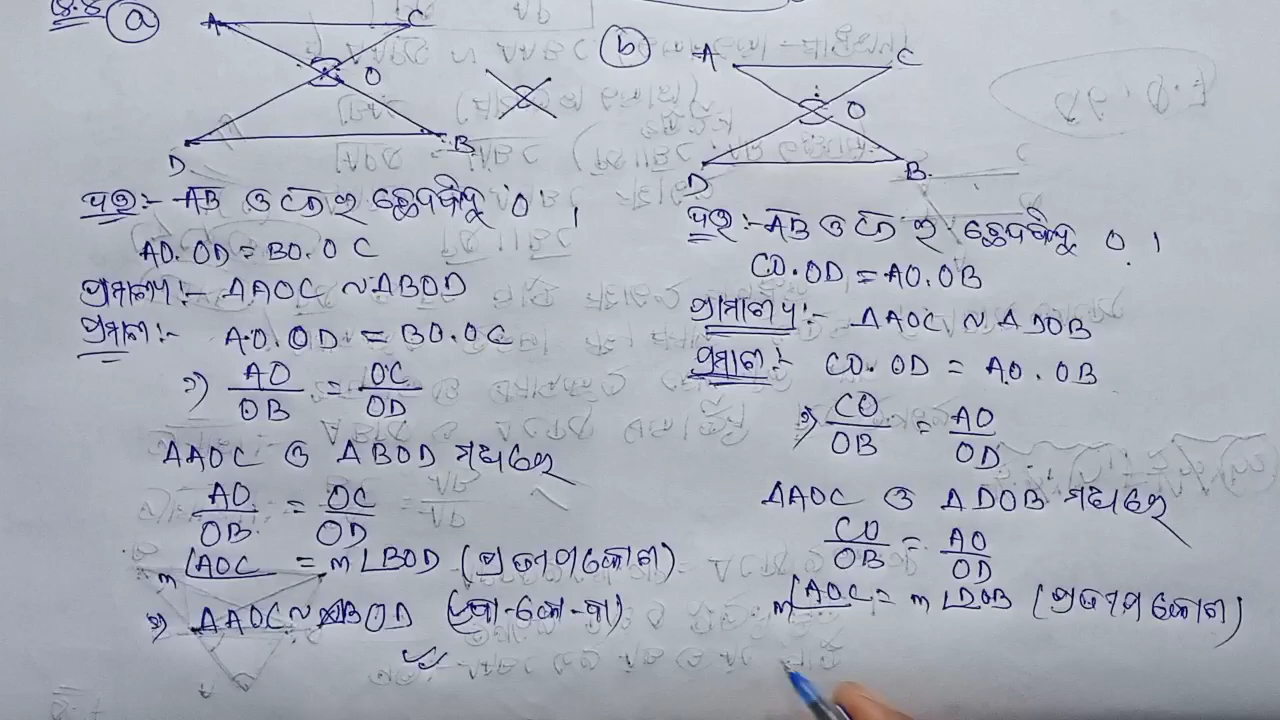 8.8 (a)
A C
O
D B
ଦତ୍ତ :- AB ଓ CD ର ଛେଦବିନ୍ଦୁ O ।
AO.OD = BO.OC
ପ୍ରାମାଣ୍ୟ :- ΔAOC ~ ΔBOD
ପ୍ରମାଣ :- AO.OD = BO.OC
⇒) AO/OB = OC/OD
ΔAOC ଓ ΔBOD ମଧ୍ୟରେ
AO/OB = OC/OD
m∠AOC = m∠BOD (ପ୍ରତୀପ କୋଣ)
⇒) ΔAOC ~ ΔBOD (ବା-କୋ-ବା)
(b)
A C
O
D B
ଦତ୍ତ :- AB ଓ CD ର ଛେଦବିନ୍ଦୁ O ।
CO.OD = AO.OB
ପ୍ରାମାଣ୍ୟ :- ΔAOC ~ ΔDOB
ପ୍ରମାଣ :- CO.OD = AO.OB
⇒) CO/OB = AO/OD
ΔAOC ଓ ΔDOB ମଧ୍ୟରେ
CO/OB = AO/OD
m∠AOC = m∠DOB (ପ୍ରତୀପ କୋଣ)